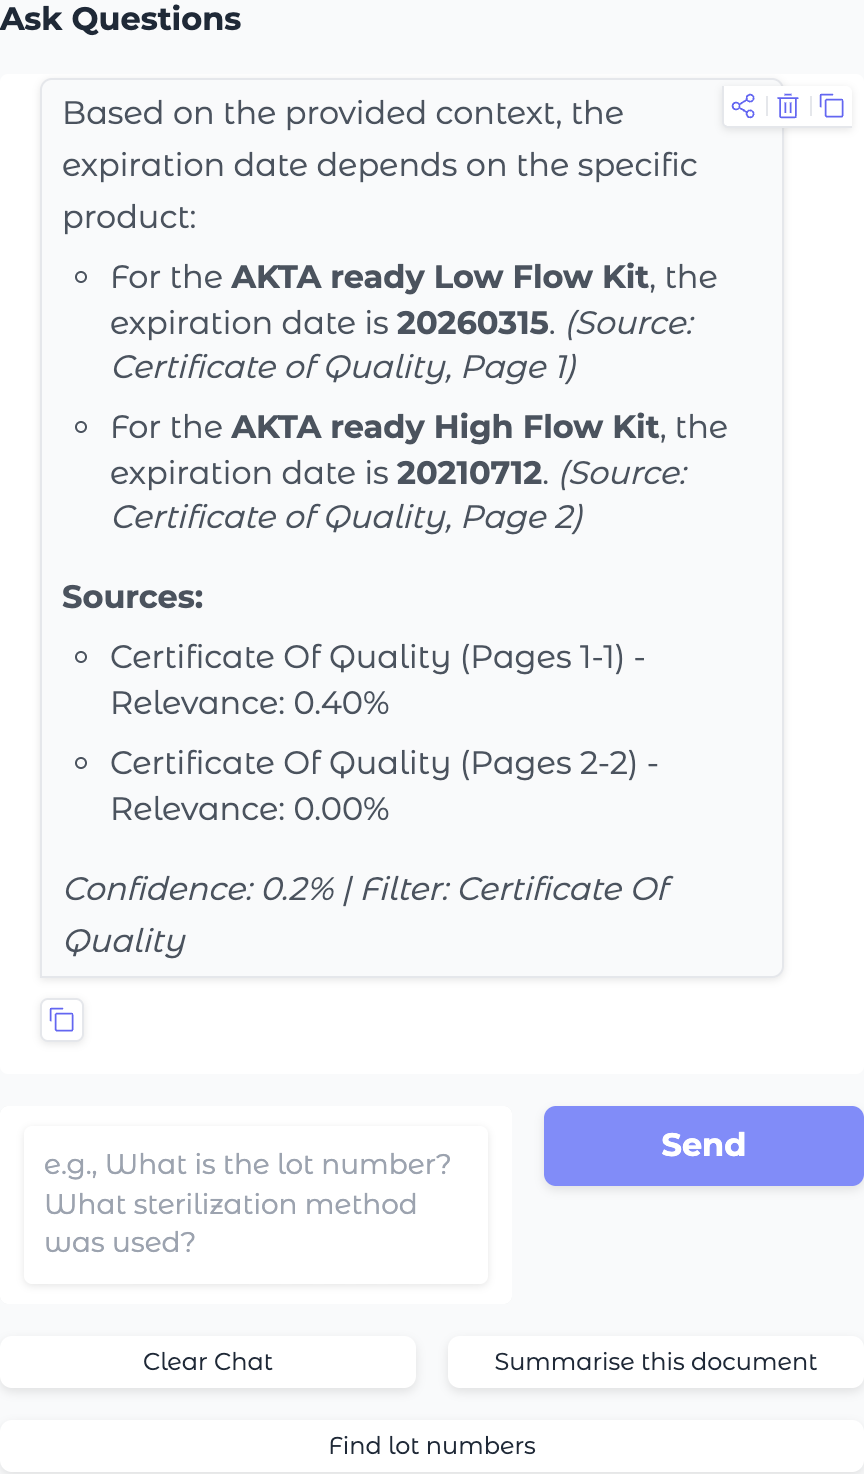 Ask Questions
Based on the provided context, the
expiration date depends on the specific
product:
For the AKTA ready Low Flow Kit, the
expiration date is 20260315. (Source:
Certificate of Quality, Page 1)
For the AKTA ready High Flow Kit, the
expiration date is 20210712. (Source:
Certificate of Quality, Page 2)
Sources:
Certificate Of Quality (Pages 1-1) -
Relevance: 0.40%
Certificate Of Quality (Pages 2-2) -
Relevance: 0.00%
Confidence: 0.2% | Filter: Certificate Of
Quality
e.g., What is the lot number?
What sterilization method
was used?
Send
Clear Chat
Summarise this document
Find lot numbers